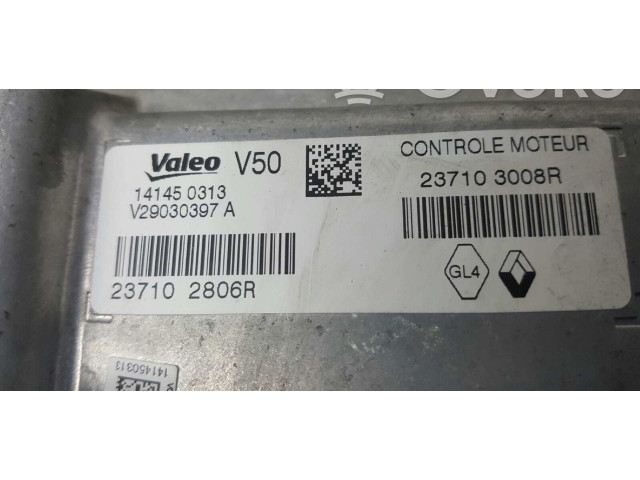 Valeo V50
14145 0313
V29030397 A
23710 2806R
CONTROLE MOTEUR
23710 3008R
GL4
141450313